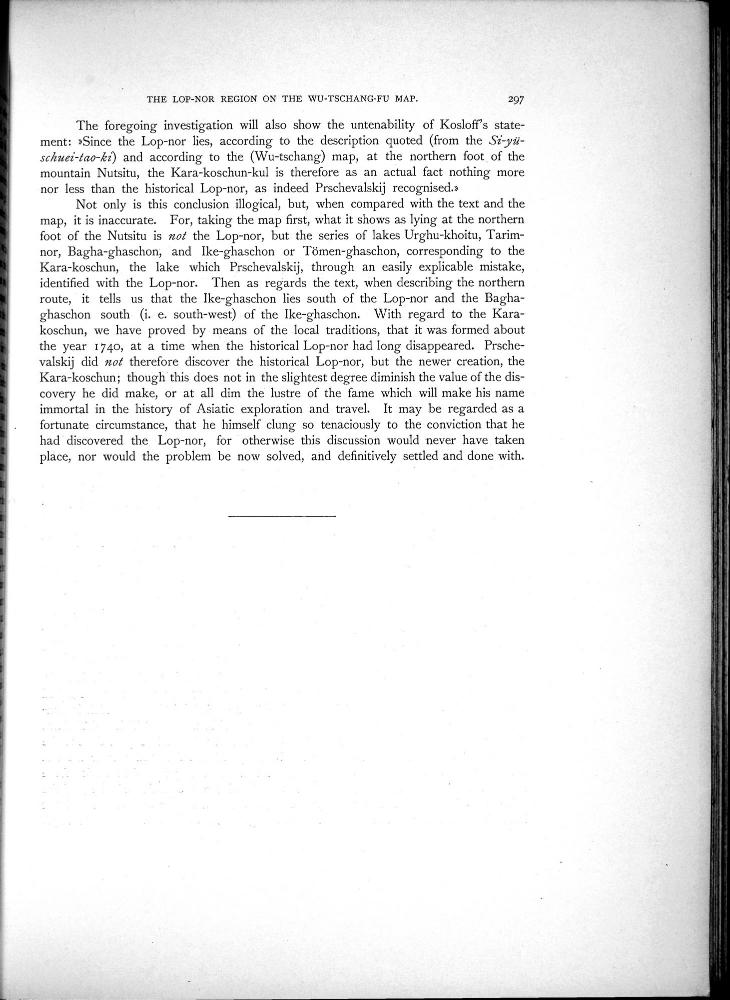 THE LOP-NOR REGION ON THE WU-TSCHANG-FU MAP. 297
The foregoing investigation will also show the untenability of Kosloff's state-
ment: »Since the Lop-nor lies, according to the description quoted (from the Si-yü-
schuei-tao-ki) and according to the (Wu-tschang) map, at the northern foot of the
mountain Nutsitu, the Kara-koschun-kul is therefore as an actual fact nothing more
nor less than the historical Lop-nor, as indeed Prschevalskij recognised.»
Not only is this conclusion illogical, but, when compared with the text and the
map, it is inaccurate. For, taking the map first, what it shows as lying at the northern
foot of the Nutsitu is not the Lop-nor, but the series of lakes Urghu-khoitu, Tarim-
nor, Bagha-ghaschon, and Ike-ghaschon or Tömen-ghaschon, corresponding to the
Kara-koschun, the lake which Prschevalskij, through an easily explicable mistake,
identified with the Lop-nor. Then as regards the text, when describing the northern
route, it tells us that the Ike-ghaschon lies south of the Lop-nor and the Bagha-
ghaschon south (i. e. south-west) of the Ike-ghaschon. With regard to the Kara-
koschun, we have proved by means of the local traditions, that it was formed about
the year 1740, at a time when the historical Lop-nor had long disappeared. Prsche-
valskij did not therefore discover the historical Lop-nor, but the newer creation, the
Kara-koschun; though this does not in the slightest degree diminish the value of the dis-
covery he did make, or at all dim the lustre of the fame which will make his name
immortal in the history of Asiatic exploration and travel. It may be regarded as a
fortunate circumstance, that he himself clung so tenaciously to the conviction that he
had discovered the Lop-nor, for otherwise this discussion would never have taken
place, nor would the problem be now solved, and definitively settled and done with.